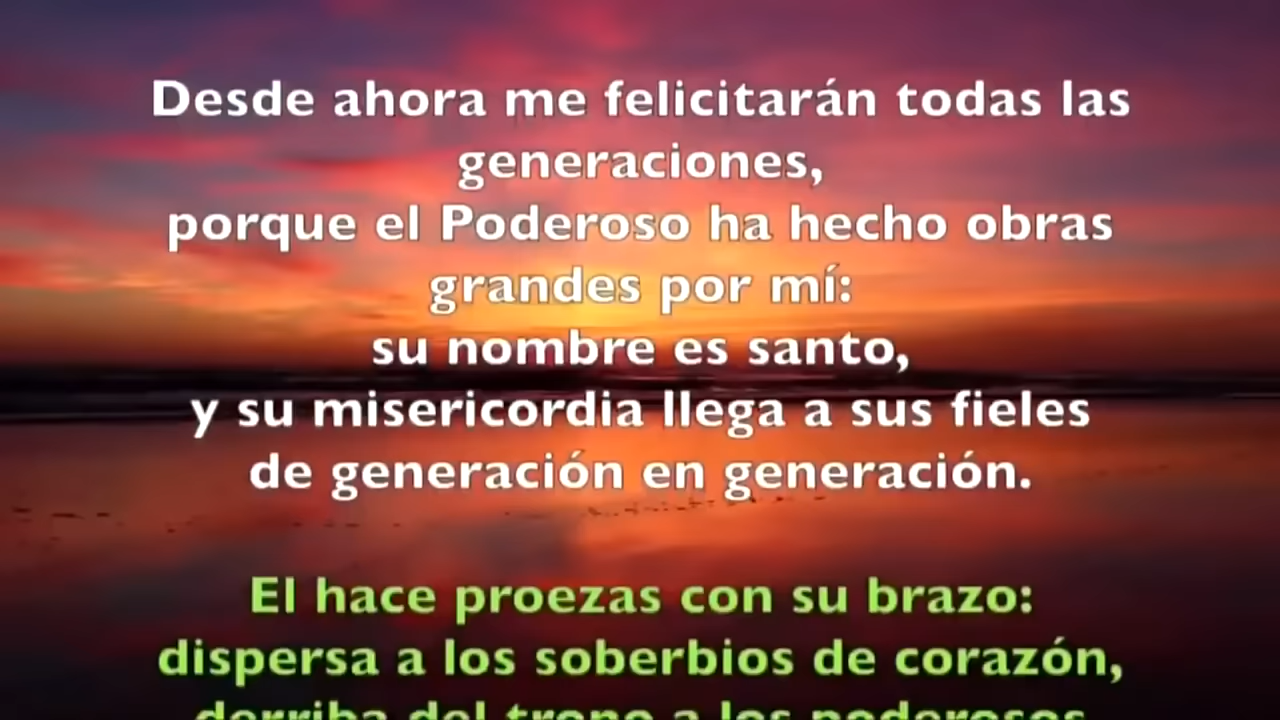 Desde ahora me felicitarán todas las
generaciones,
porque el Poderoso ha hecho obras
grandes por mí:
su nombre es santo,
y su misericordia llega a sus fieles
de generación en generación.
El hace proezas con su brazo:
dispersa a los soberbios de corazón,
derriba del trono a los poderosos